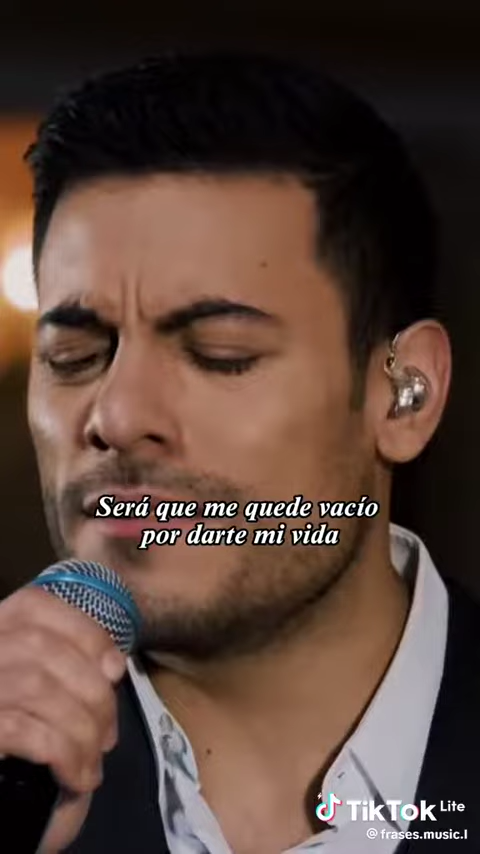 Será que me quede vacío
por darte mi vida
TikTok Lite
@frases.music.l